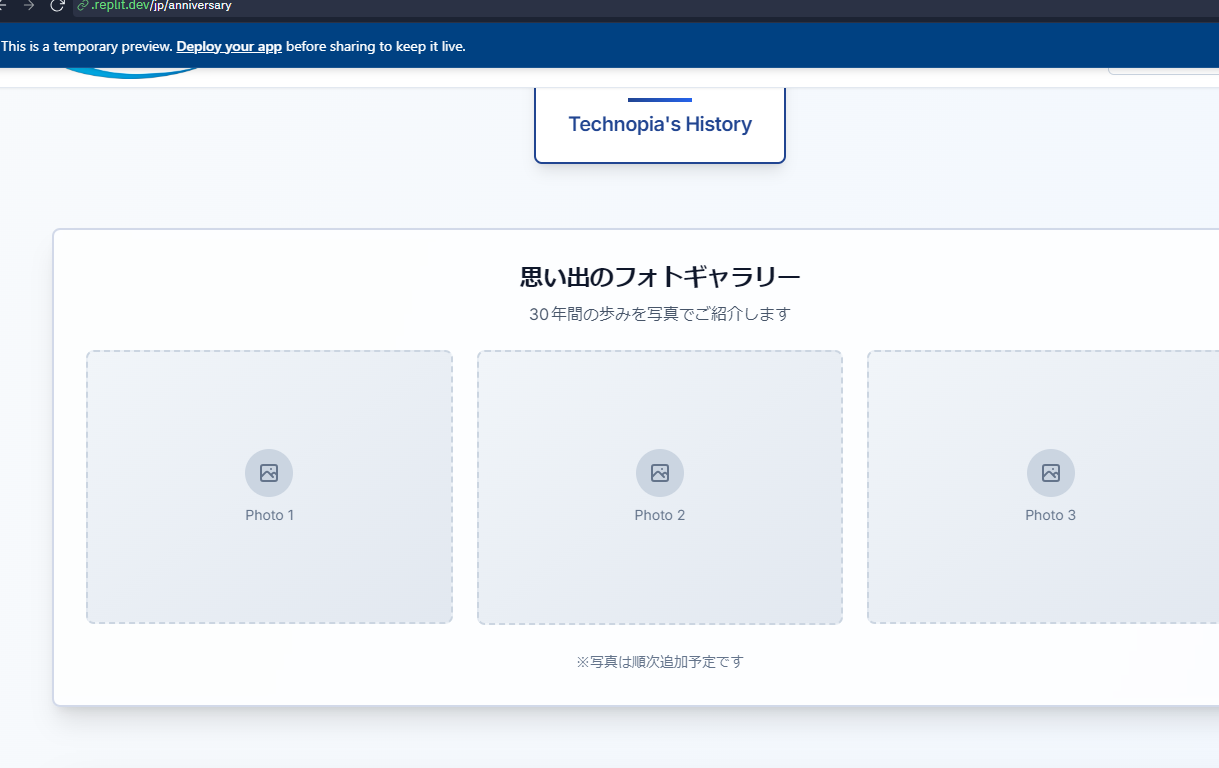 .replit.dev/jp/anniversary
This is a temporary preview. Deploy your app before sharing to keep it live.
Technopia's History
思い出のフォトギャラリー
30年間の歩みを写真でご紹介します
Photo 1
Photo 2
Photo 3
※写真は順次追加予定です